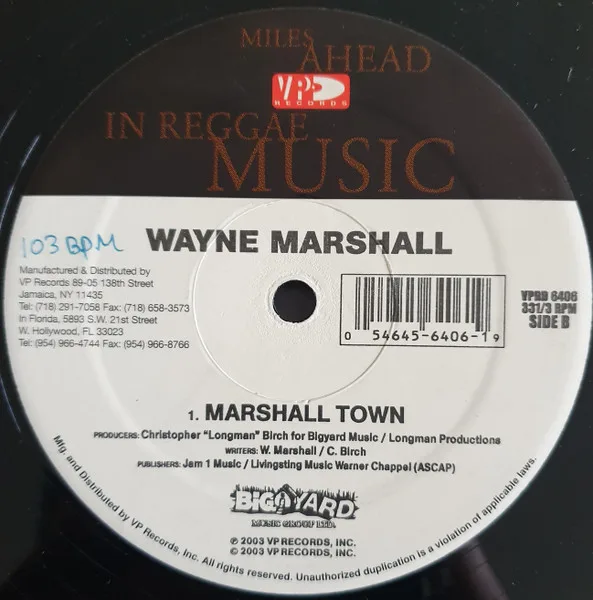 MILES
AHEAD
VP
RECORDS
IN REGGAE
MUSIC
103 BPM
WAYNE MARSHALL
Manufactured & Distributed by
VP Records 89-05 138th Street
Jamaica, NY 11435
Tel: (718) 291-7058 Fax: (718) 658-3573
in Florida, 5893 S.W. 21st Street
W. Hollywood, FL 33023
Tel: (954) 966-4744 Fax: (954) 966-8766
0 54645-6406-1 9
VPRD 6406
331/3 RPM
SIDE B
1. MARSHALL TOWN
PRODUCERS: Christopher "Longman" Birch for Bigyard Music / Longman Productions
WRITERS: W. Marshall / C. Birch
PUBLISHERS: Jam 1 Music / Livingsting Music Warner Chappel (ASCAP)
BIG YARD
MUSIC GROUP LTD.
℗ 2003 VP RECORDS, INC.
© 2003 VP RECORDS, INC.
Mfg. and Distributed by VP Records, Inc. All rights reserved. Unauthorized duplication is a violation of applicable laws.